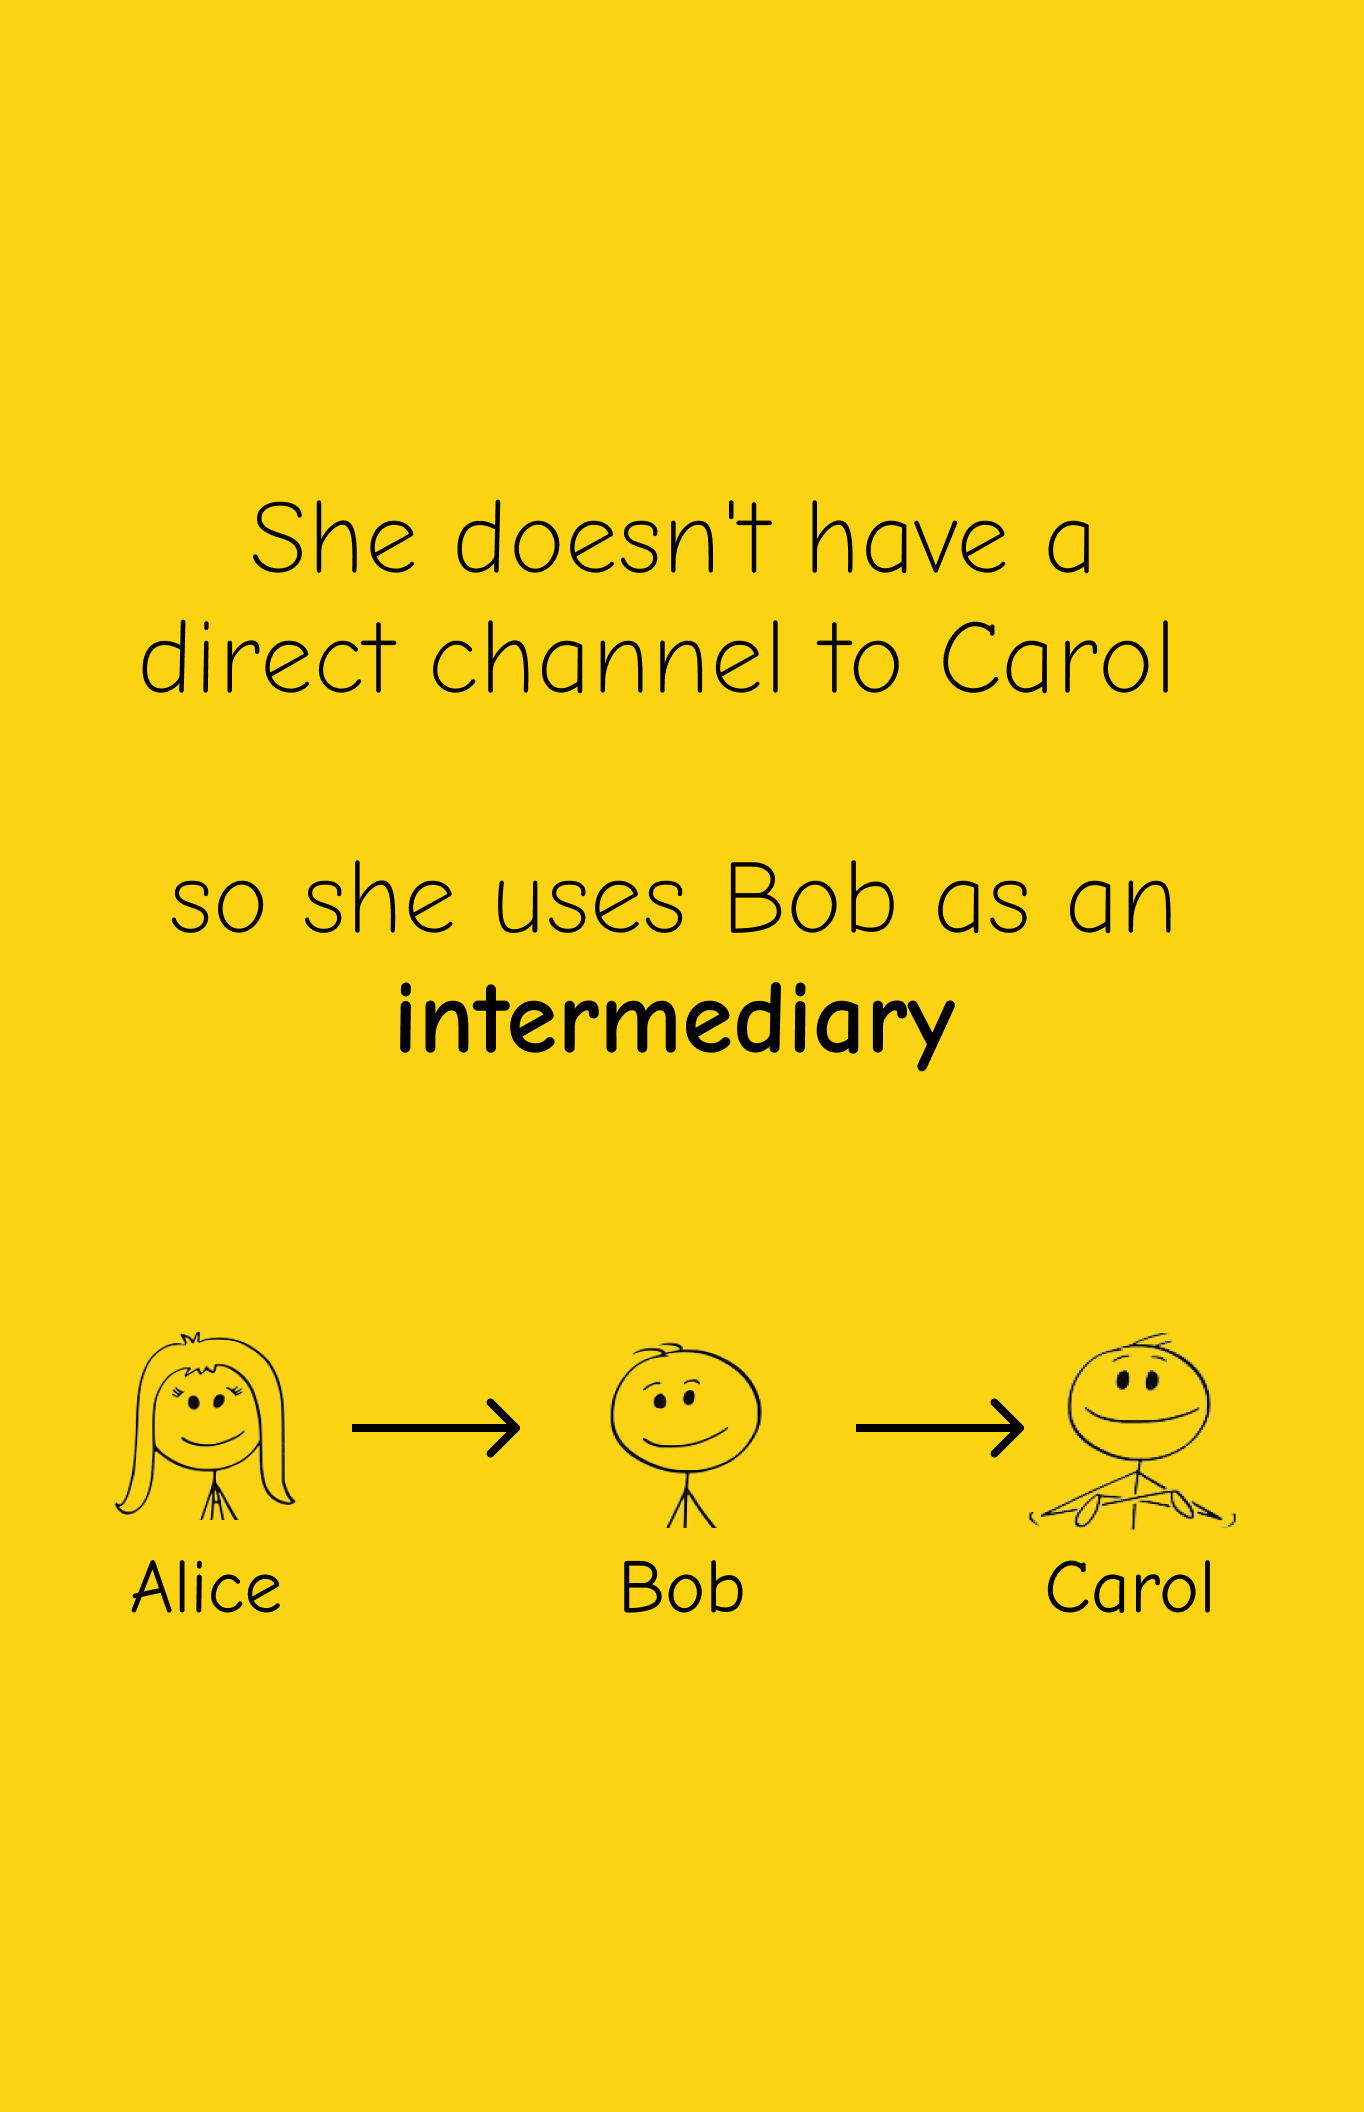 She doesn't have a
direct channel to Carol
so she uses Bob as an
intermediary
Alice
Bob
Carol